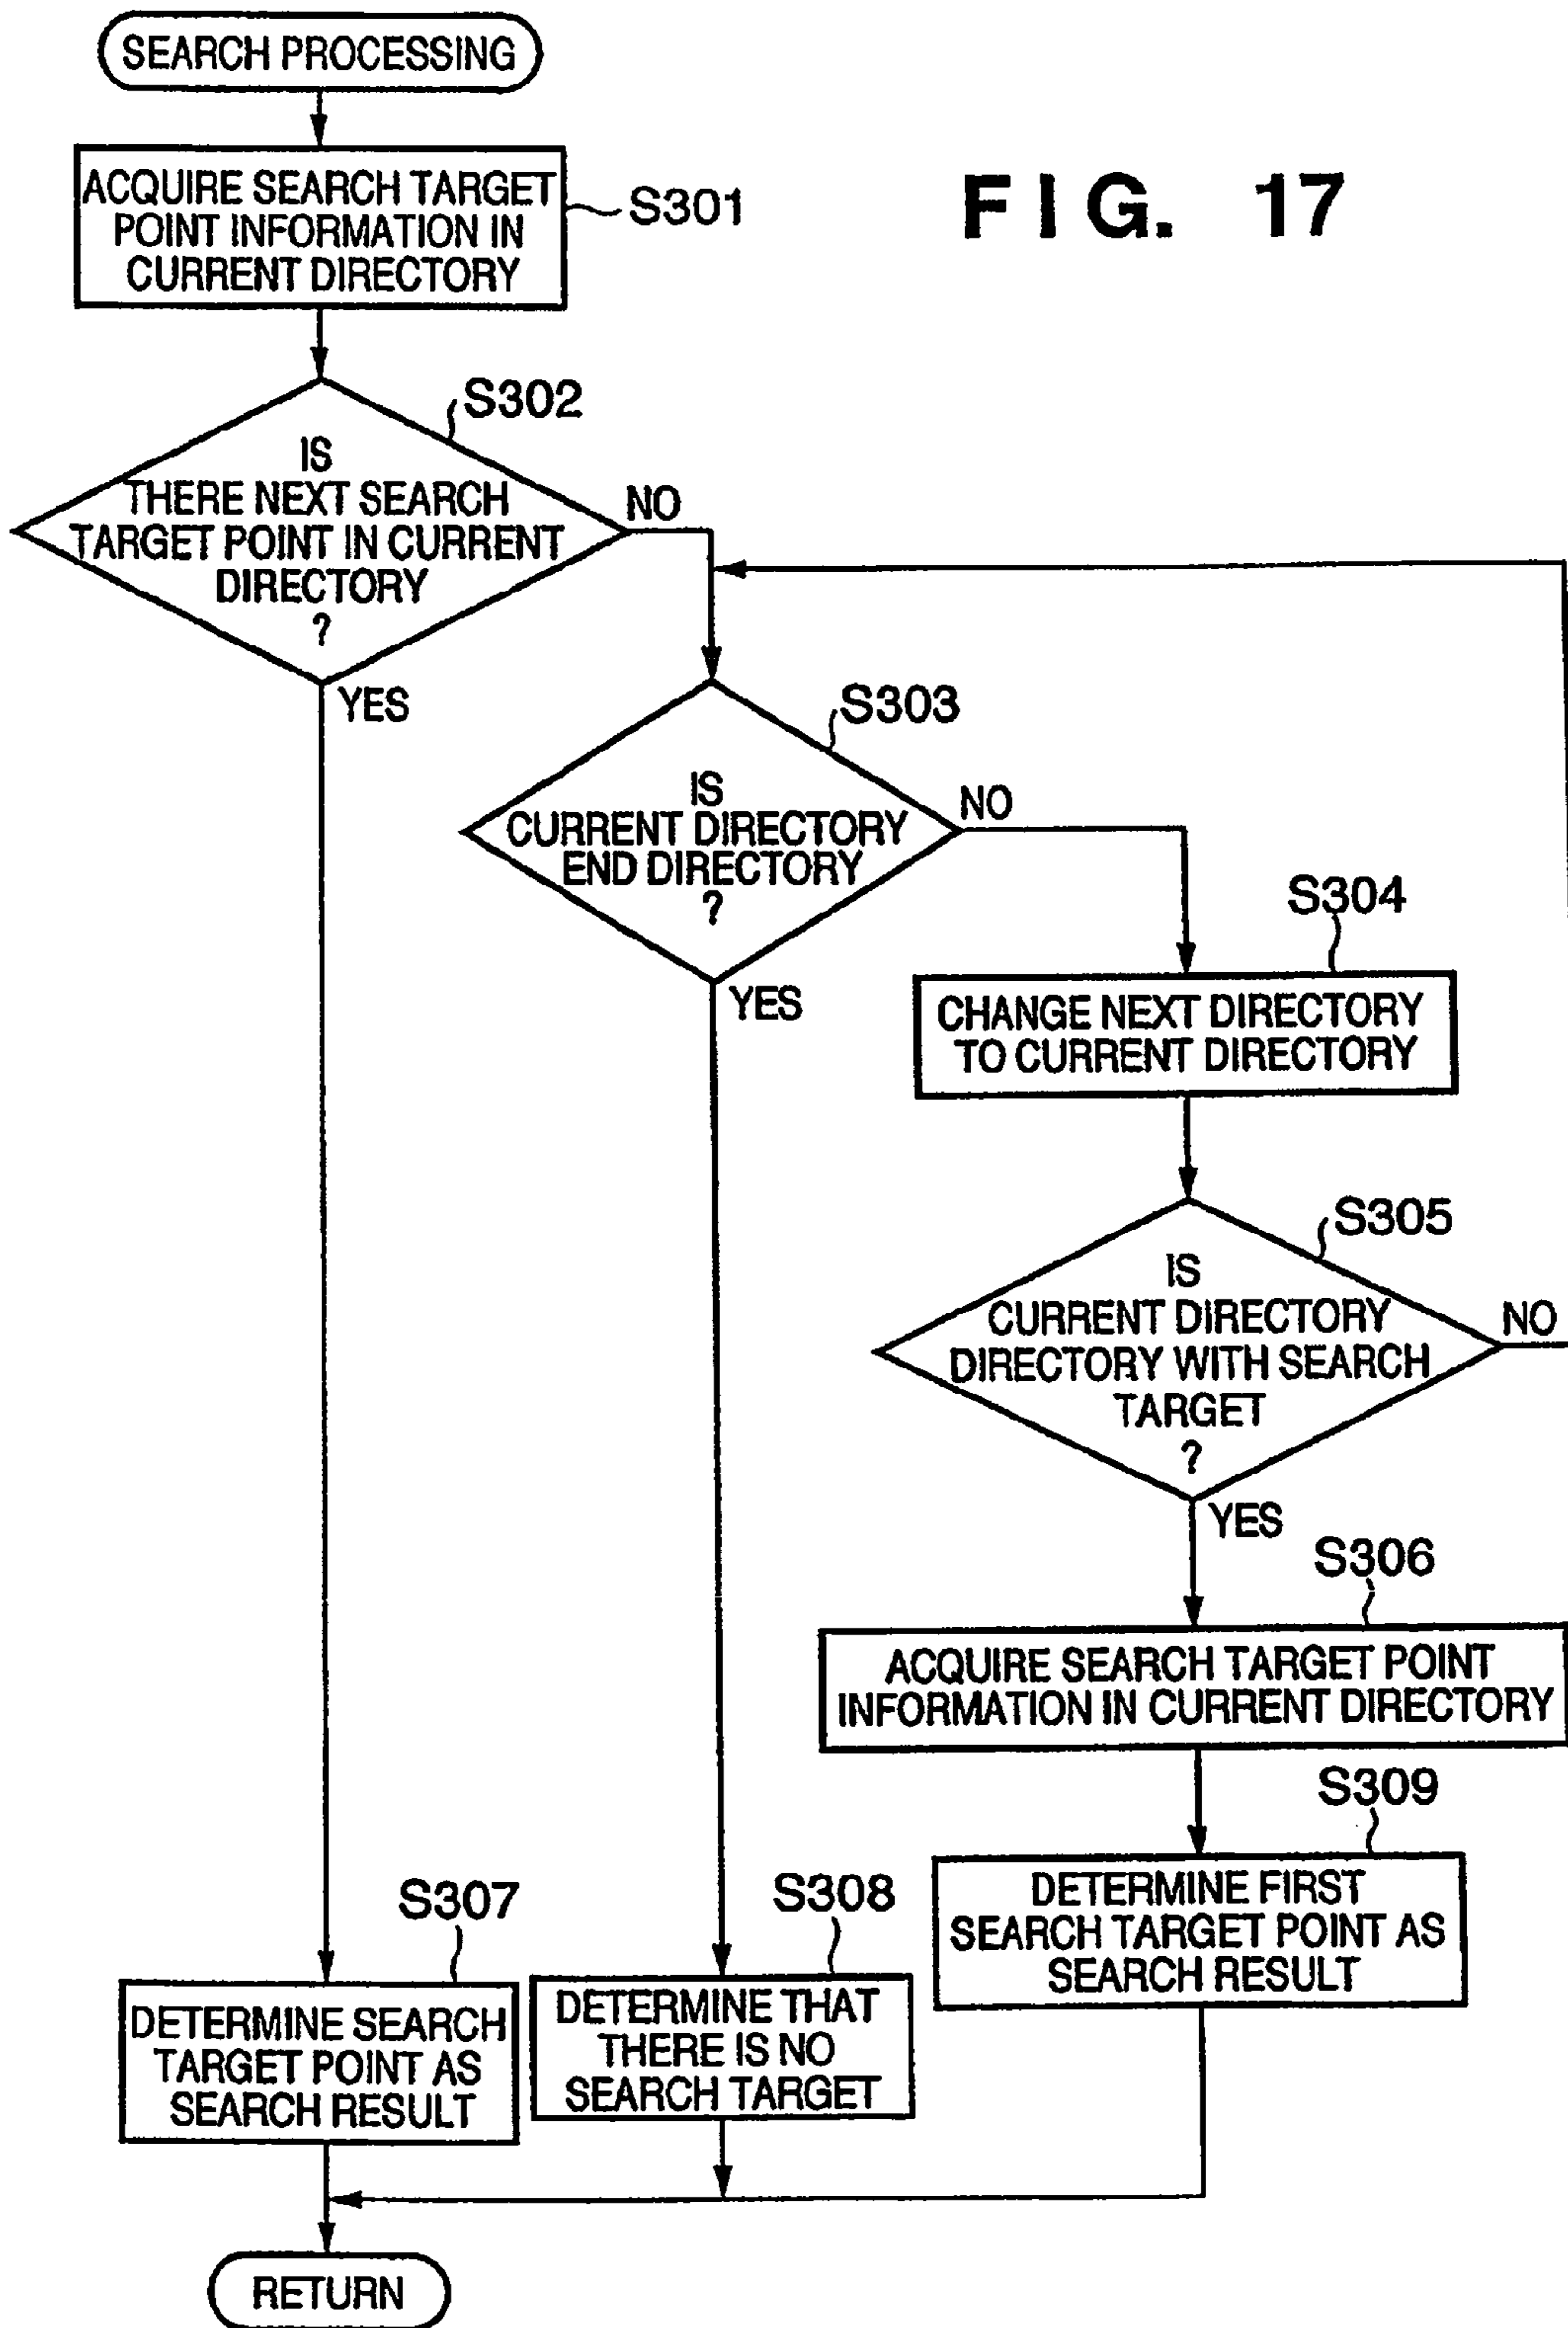 SEARCH PROCESSING
ACQUIRE SEARCH TARGET
POINT INFORMATION IN
CURRENT DIRECTORY
S301
FIG. 17
S302
IS
THERE NEXT SEARCH
TARGET POINT IN CURRENT
DIRECTORY
?
NO
YES
S303
IS
CURRENT DIRECTORY
END DIRECTORY
?
NO
YES
S304
CHANGE NEXT DIRECTORY
TO CURRENT DIRECTORY
S305
IS
CURRENT DIRECTORY
DIRECTORY WITH SEARCH
TARGET
?
NO
YES
S306
ACQUIRE SEARCH TARGET POINT
INFORMATION IN CURRENT DIRECTORY
S309
DETERMINE FIRST
SEARCH TARGET POINT AS
SEARCH RESULT
S307
DETERMINE SEARCH
TARGET POINT AS
SEARCH RESULT
S308
DETERMINE THAT
THERE IS NO
SEARCH TARGET
RETURN